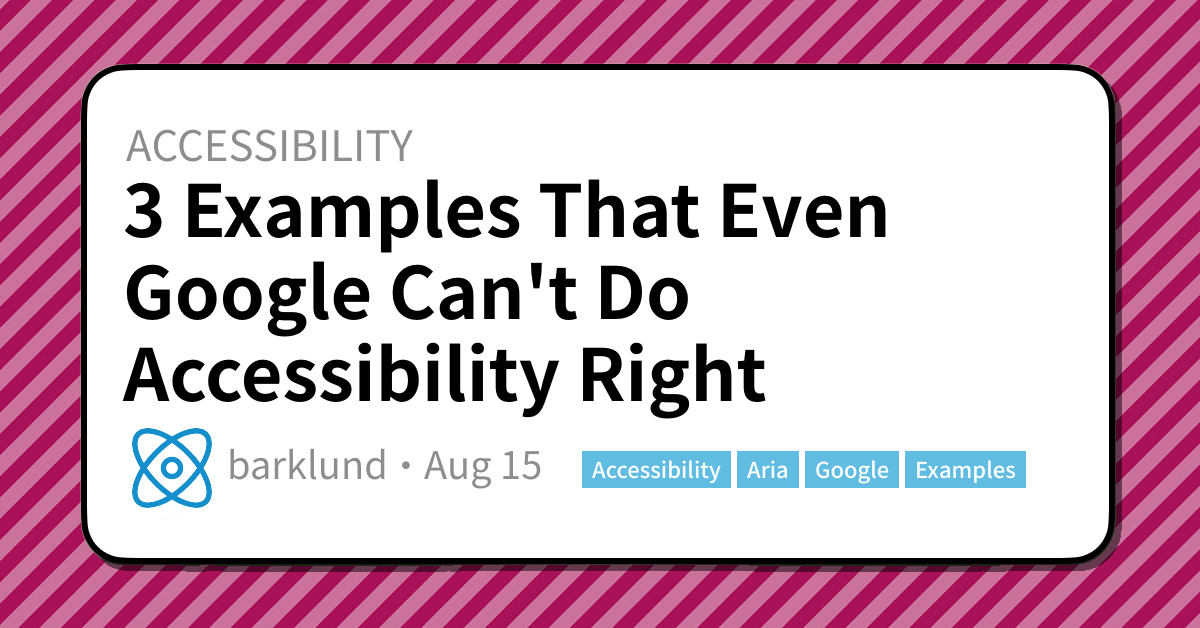 ACCESSIBILITY
3 Examples That Even
Google Can't Do
Accessibility Right
barklund • Aug 15
Accessibility Aria Google Examples